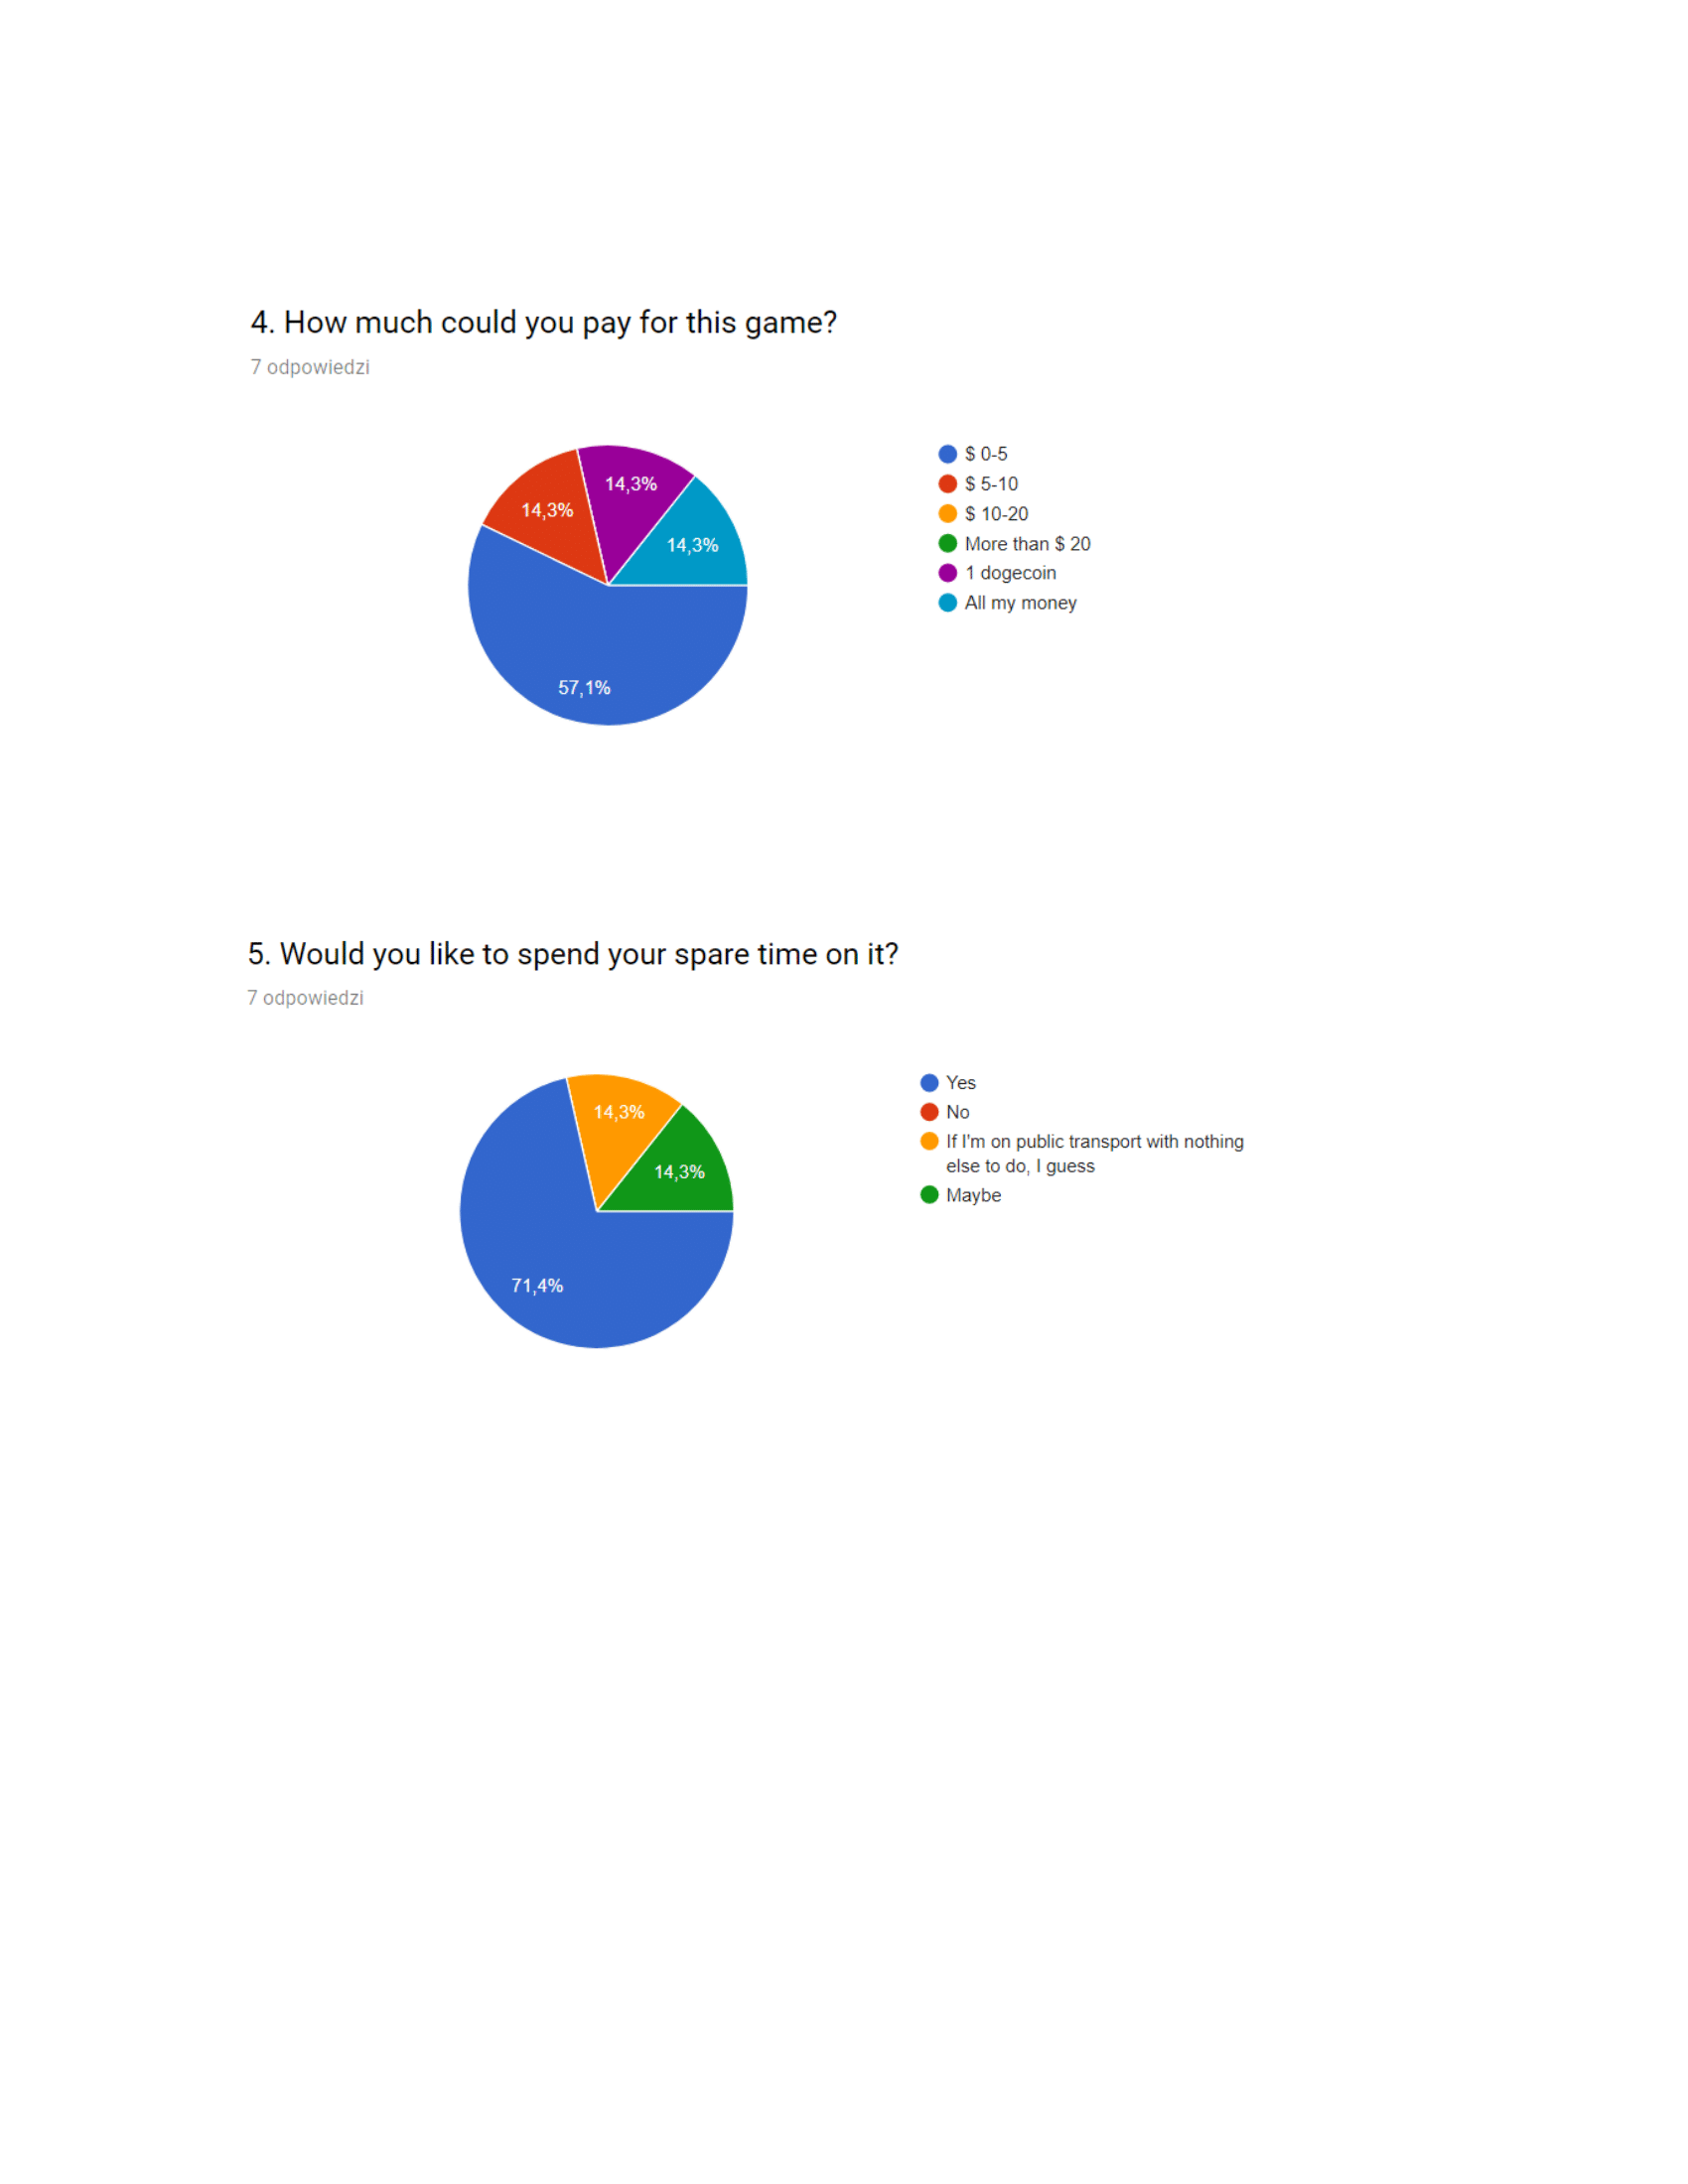 4. How much could you pay for this game?
7 odpowiedzi
14,3%
14,3%
14,3%
57,1%
$ 0-5
$ 5-10
$ 10-20
More than $ 20
1 dogecoin
All my money
5. Would you like to spend your spare time on it?
7 odpowiedzi
14,3%
14,3%
71,4%
Yes
No
If I'm on public transport with nothing
else to do, I guess
Maybe